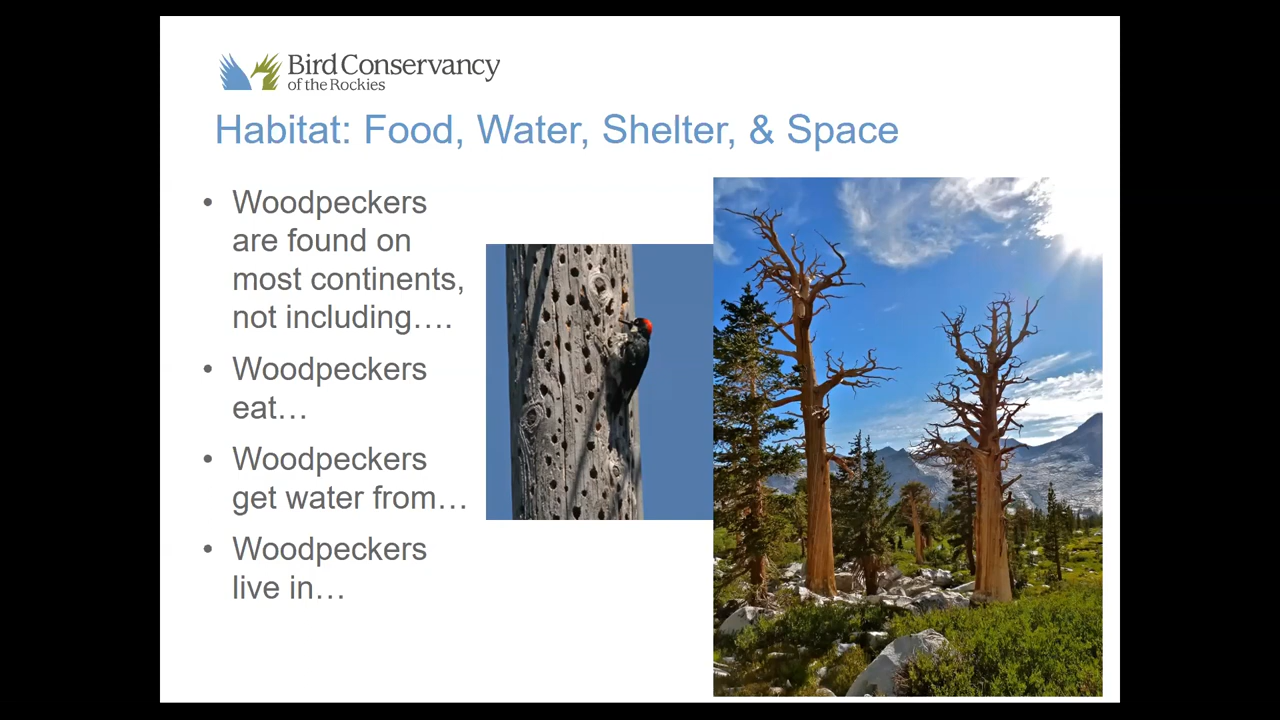 Bird Conservancy
of the Rockies
Habitat: Food, Water, Shelter, & Space
• Woodpeckers
are found on
most continents,
not including….
• Woodpeckers
eat…
• Woodpeckers
get water from…
• Woodpeckers
live in…